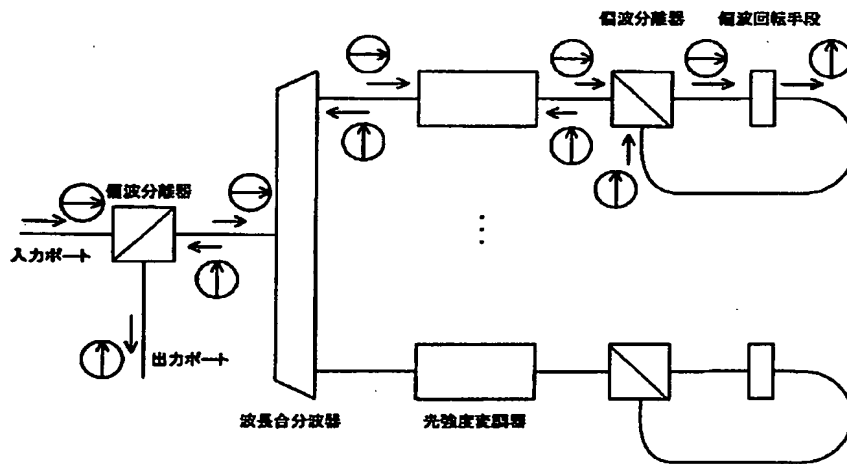 偏波分離器
偏波回転手段
偏波分離器
入力ポート
出力ポート
波長合分波器
光強度変調器